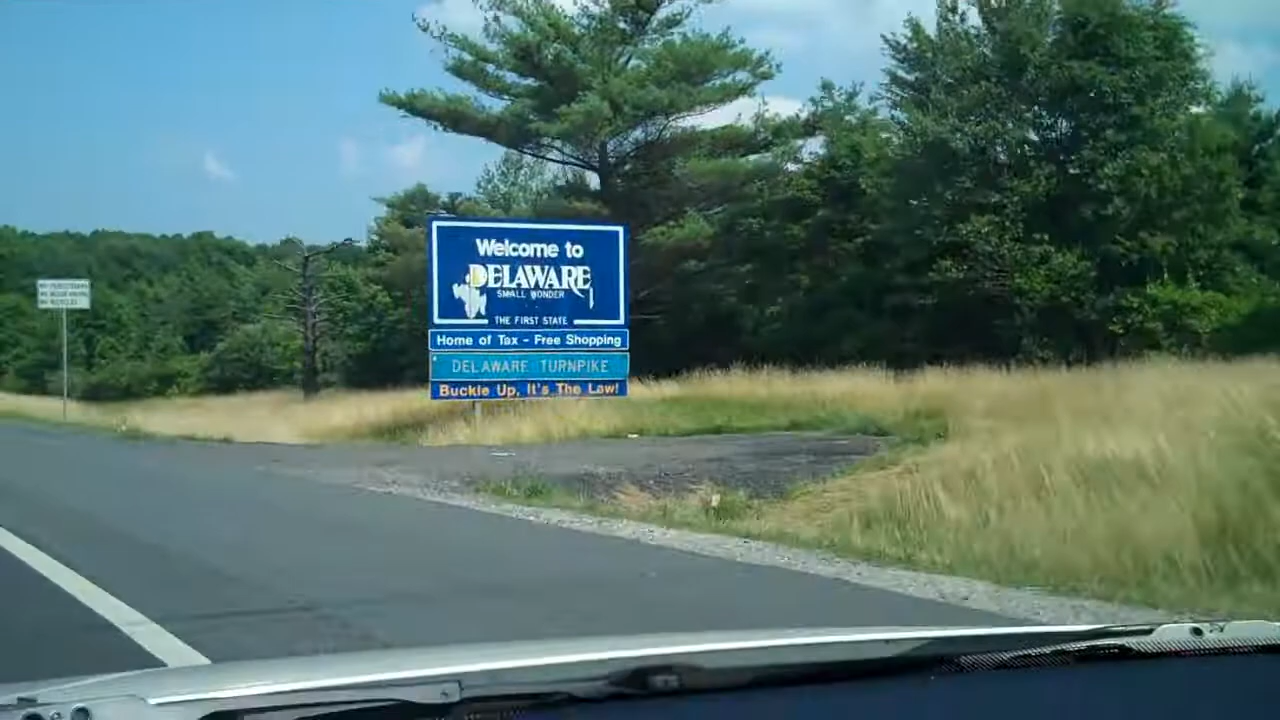 Welcome to
DELAWARE
SMALL WONDER
THE FIRST STATE
Home of Tax - Free Shopping
DELAWARE TURNPIKE
Buckle Up, It's The Law!